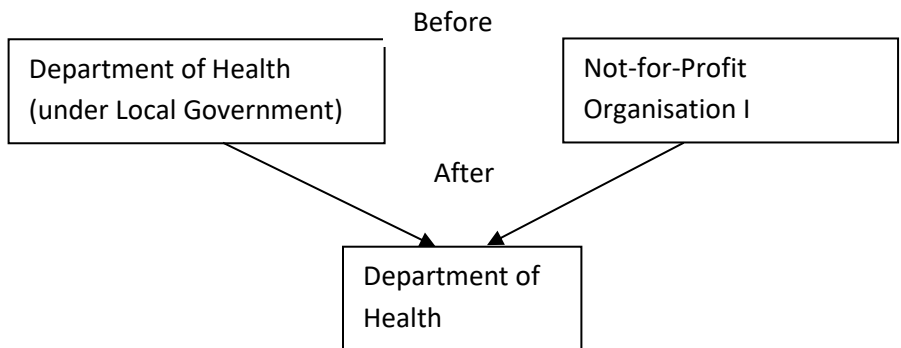 Before
Department of Health
(under Local Government)
Not-for-Profit
Organisation I
After
Department of
Health